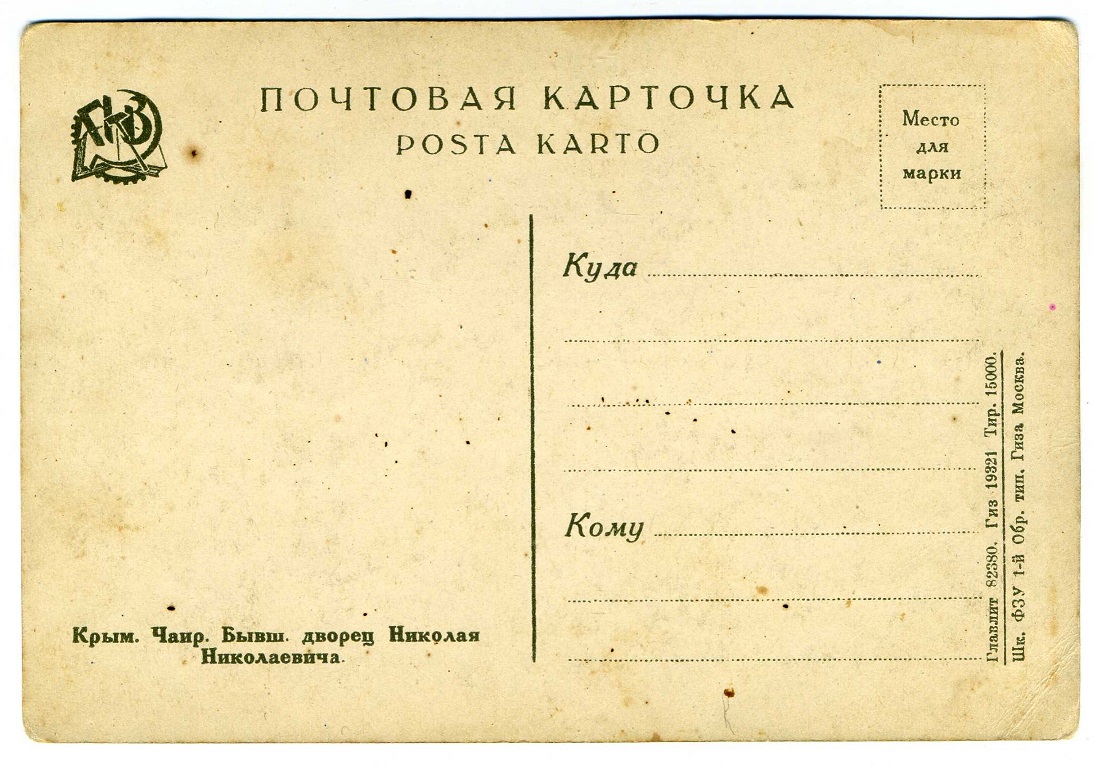 ПОЧТОВАЯ КАРТОЧКА
POSTA KARTO
Место
для
марки
Куда
Кому
Крым. Чаир. Бывш. дворец Николая
Николаевича.
Главлит 82380. Гиз 19321 Тир. 15000.
Шк. ФЗУ 1-й Обр. тип. Гиза Москва.